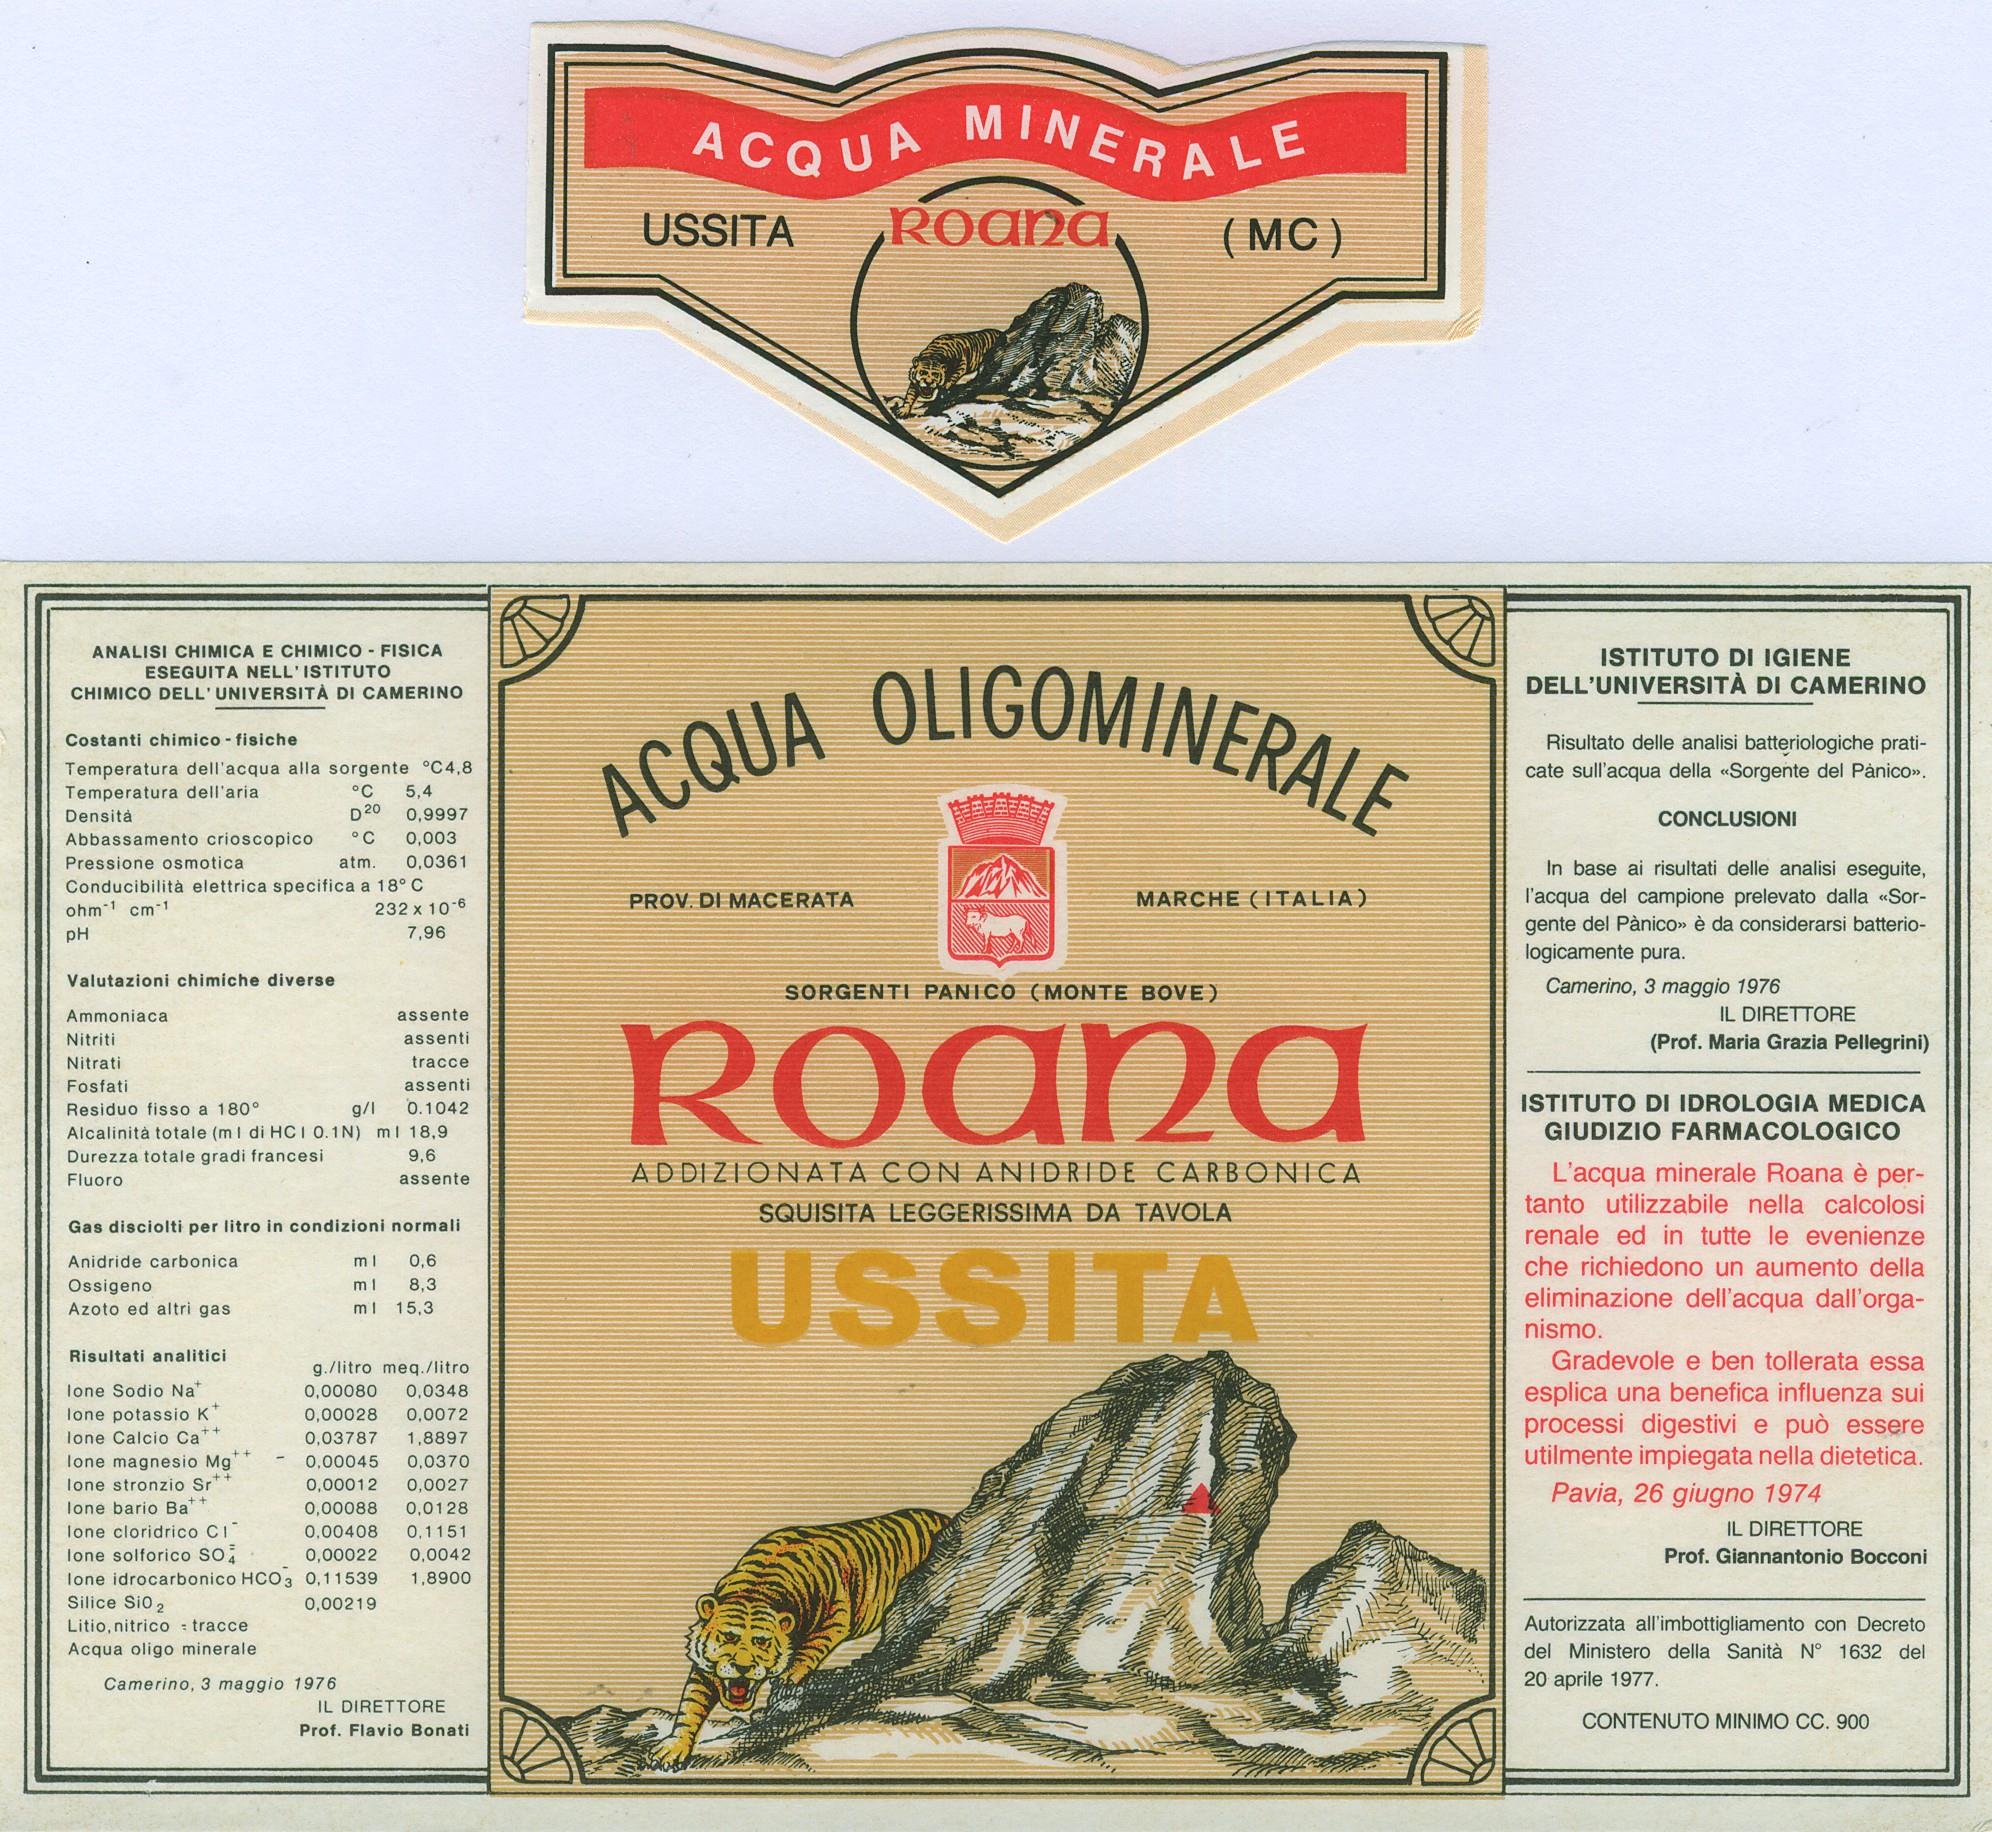 ACQUA MINERALE
USSITA ROANA (MC)
ANALISI CHIMICA E CHIMICO - FISICA
ESEGUITA NELL'ISTITUTO
CHIMICO DELL'UNIVERSITÀ DI CAMERINO
Costanti chimico - fisiche
Temperatura dell'acqua alla sorgente °C4,8
Temperatura dell'aria °C 5,4
Densità D20 0,9997
Abbassamento crioscopico °C 0,003
Pressione osmotica atm. 0,0361
Conducibilità elettrica specifica a 18° C
ohm-1 cm-1 232 x 10-6
pH 7,96
Valutazioni chimiche diverse
Ammoniaca assente
Nitriti assenti
Nitrati tracce
Fosfati assenti
Residuo fisso a 180° g/l 0.1042
Alcalinità totale (ml di HCl 0.1N) ml 18,9
Durezza totale gradi francesi 9,6
Fluoro assente
Gas disciolti per litro in condizioni normali
Anidride carbonica ml 0,6
Ossigeno ml 8,3
Azoto ed altri gas ml 15,3
Risultati analitici
g./litro meq./litro
Ione Sodio Na+ 0,00080 0,0348
Ione potassio K+ 0,00028 0,0072
Ione Calcio Ca++ 0,03787 1,8897
Ione magnesio Mg++ - 0,00045 0,0370
Ione stronzio Sr++ 0,00012 0,0027
Ione bario Ba++ 0,00088 0,0128
Ione cloridrico Cl- 0,00408 0,1151
Ione solforico SO4= 0,00022 0,0042
Ione idrocarbonico HCO3- 0,11539 1,8900
Silice SiO2 0,00219
Litio, nitrico = tracce
Acqua oligo minerale
Camerino, 3 maggio 1976
IL DIRETTORE
Prof. Flavio Bonati
ACQUA OLIGOMINERALE
PROV. DI MACERATA MARCHE (ITALIA)
SORGENTI PANICO (MONTE BOVE)
ROANA
ADDIZIONATA CON ANIDRIDE CARBONICA
SQUISITA LEGGERISSIMA DA TAVOLA
USSITA
ISTITUTO DI IGIENE
DELL'UNIVERSITÀ DI CAMERINO
Risultato delle analisi batteriologiche prati-
cate sull'acqua della «Sorgente del Pànico».
CONCLUSIONI
In base ai risultati delle analisi eseguite,
l'acqua del campione prelevato dalla «Sor-
gente del Pànico» è da considerarsi batterio-
logicamente pura.
Camerino, 3 maggio 1976
IL DIRETTORE
(Prof. Maria Grazia Pellegrini)
ISTITUTO DI IDROLOGIA MEDICA
GIUDIZIO FARMACOLOGICO
L'acqua minerale Roana è per-
tanto utilizzabile nella calcolosi
renale ed in tutte le evenienze
che richiedono un aumento della
eliminazione dell'acqua dall'orga-
nismo.
Gradevole e ben tollerata essa
esplica una benefica influenza sui
processi digestivi e può essere
utilmente impiegata nella dietetica.
Pavia, 26 giugno 1974
IL DIRETTORE
Prof. Giannantonio Bocconi
Autorizzata all'imbottigliamento con Decreto
del Ministero della Sanità N° 1632 del
20 aprile 1977.
CONTENUTO MINIMO CC. 900